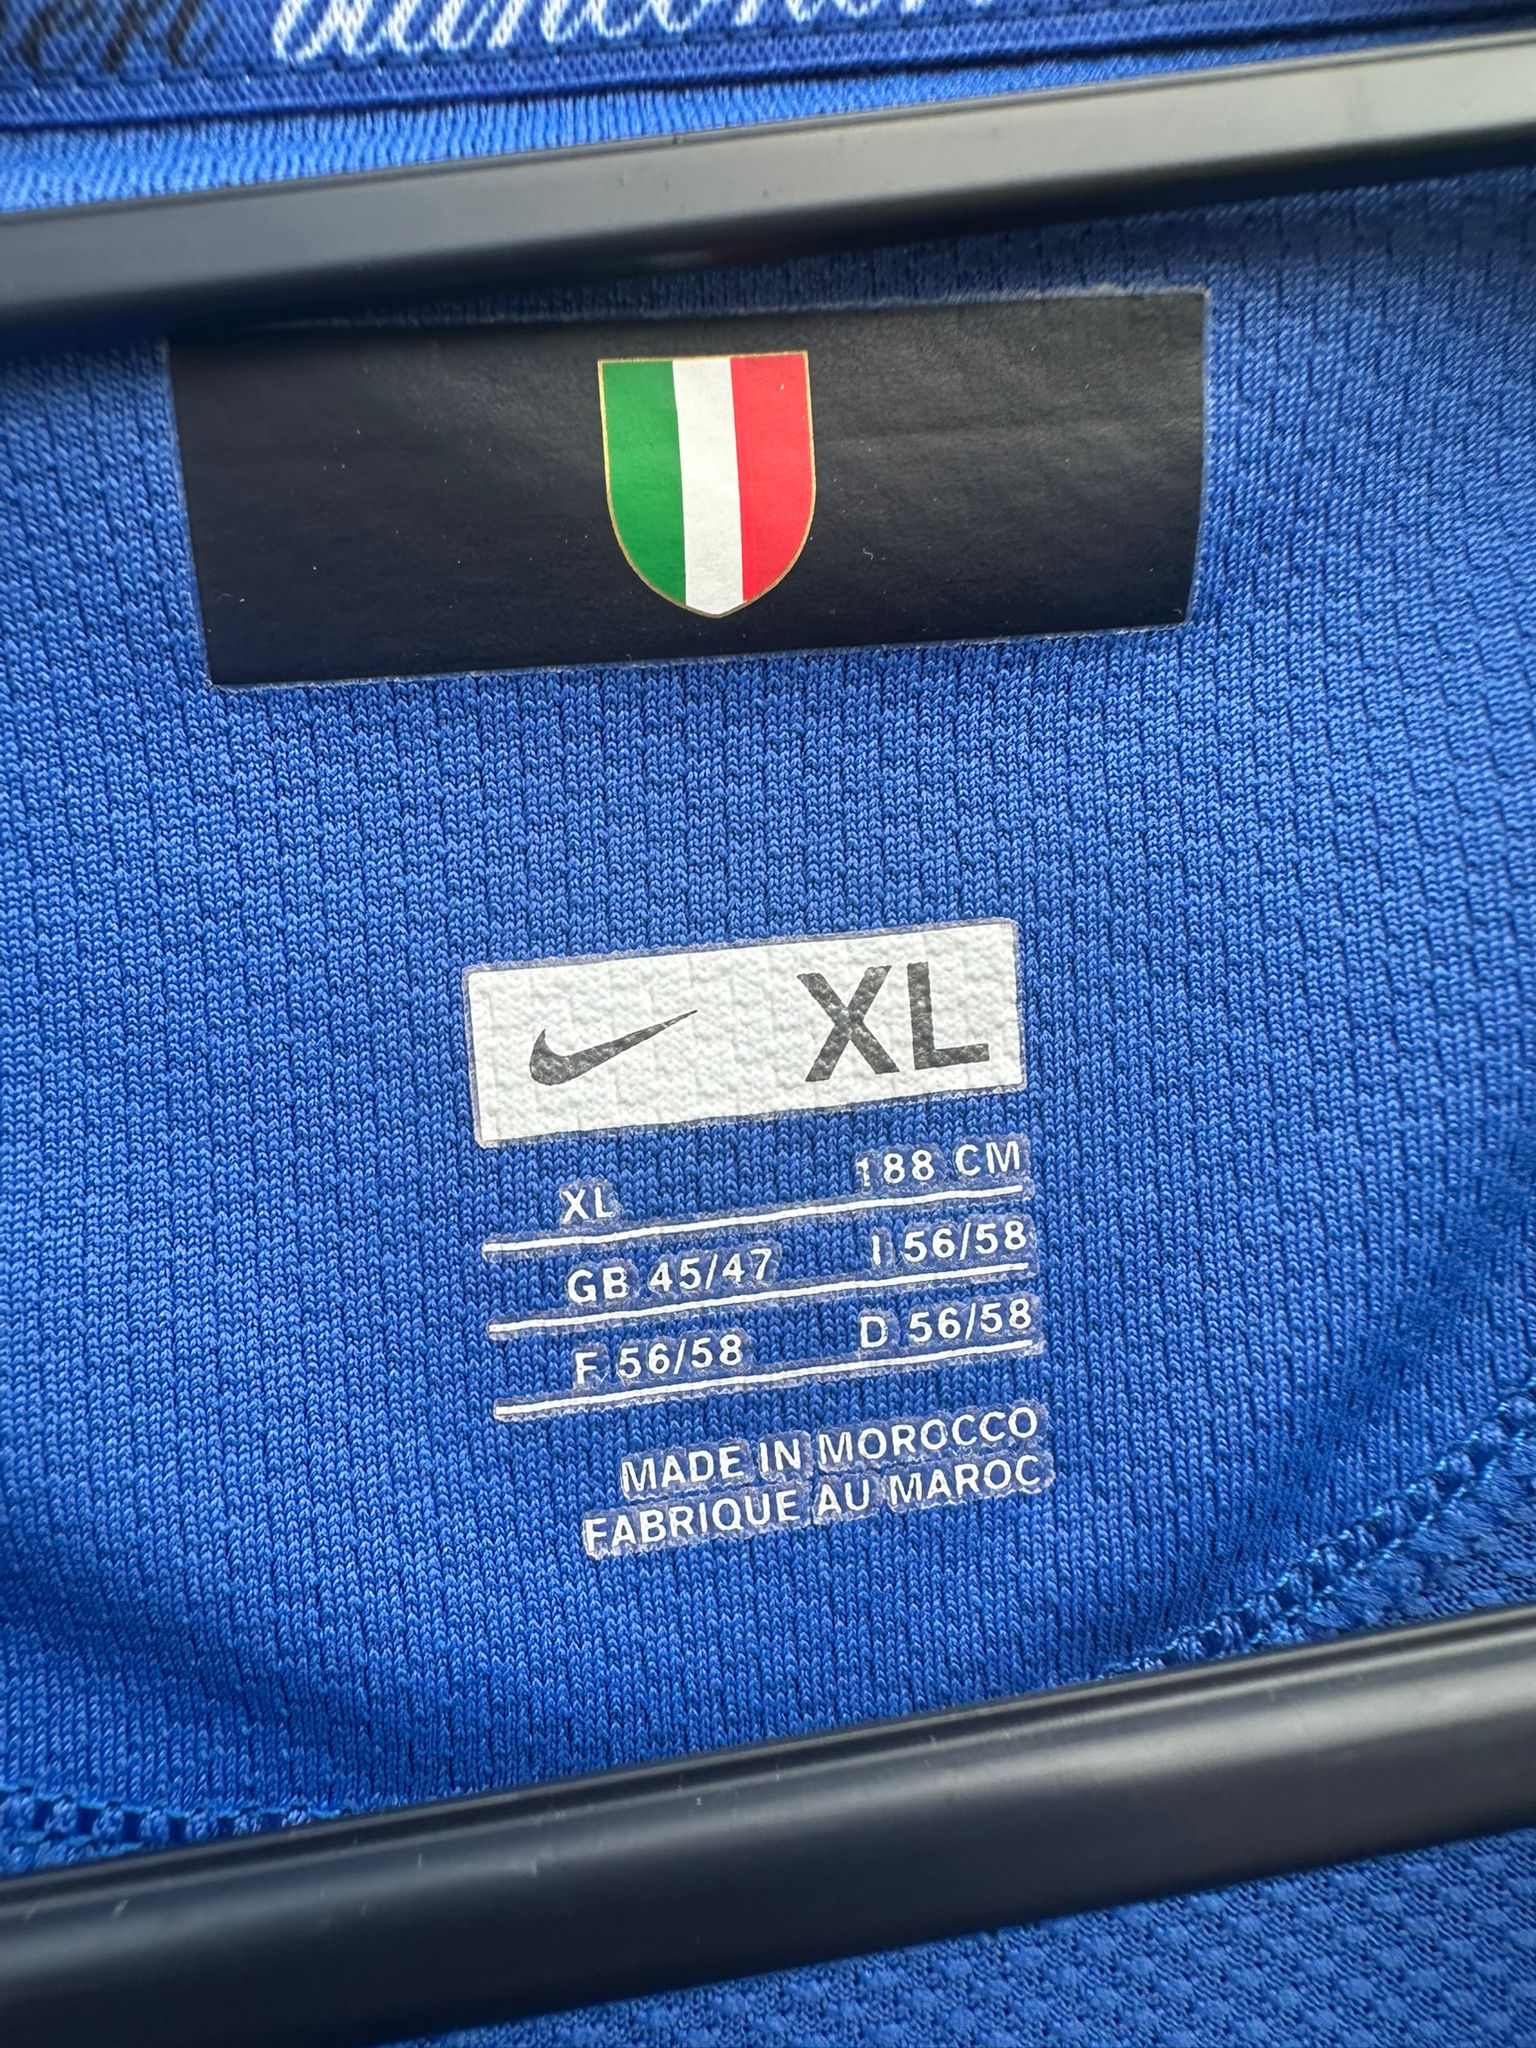 XL
XL 188 CM
GB 45/47 I 56/58
F 56/58 D 56/58
MADE IN MOROCCO
FABRIQUE AU MAROC